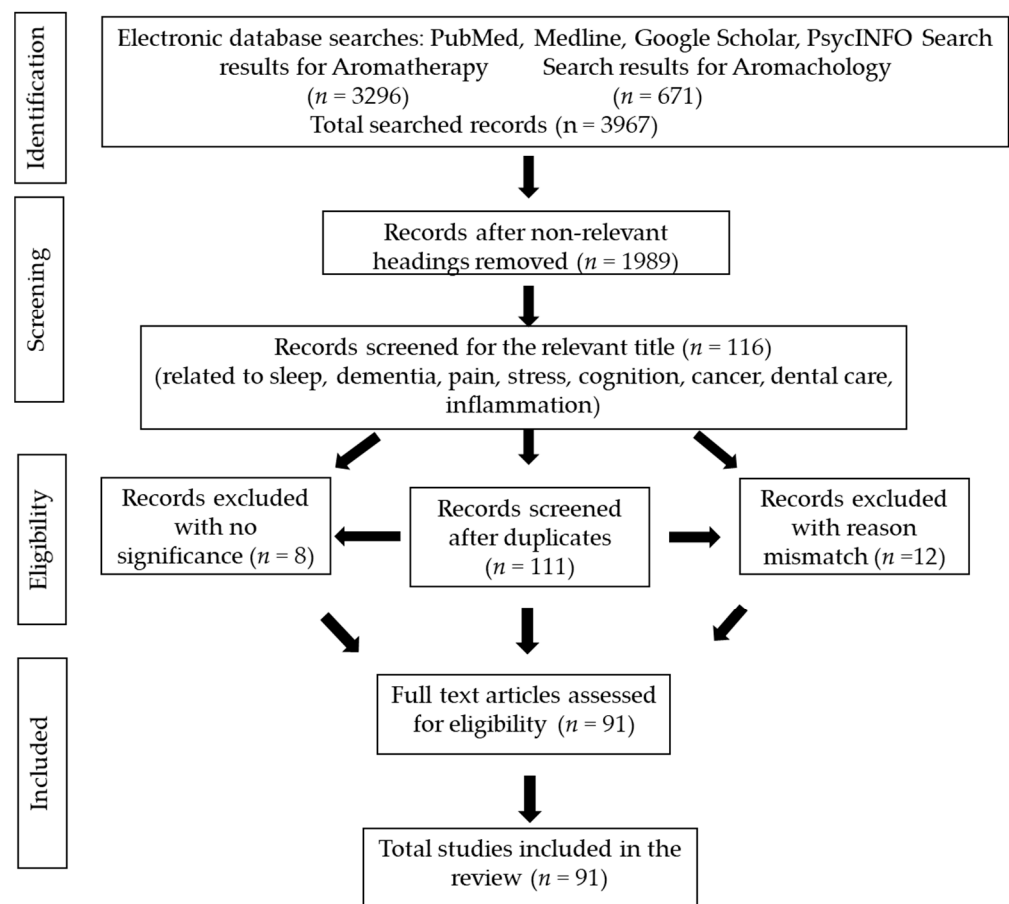 Identification
Electronic database searches: PubMed, Medline, Google Scholar, PsycINFO Search
results for Aromatherapy Search results for Aromachology
(n = 3296) (n = 671)
Total searched records (n = 3967)
Screening
Records after non-relevant
headings removed (n = 1989)
Records screened for the relevant title (n = 116)
(related to sleep, dementia, pain, stress, cognition, cancer, dental care,
inflammation)
Eligibility
Records excluded
with no
significance (n = 8)
Records screened
after duplicates
(n = 111)
Records excluded
with reason
mismatch (n =12)
Included
Full text articles assessed
for eligibility (n = 91)
Total studies included in the
review (n = 91)